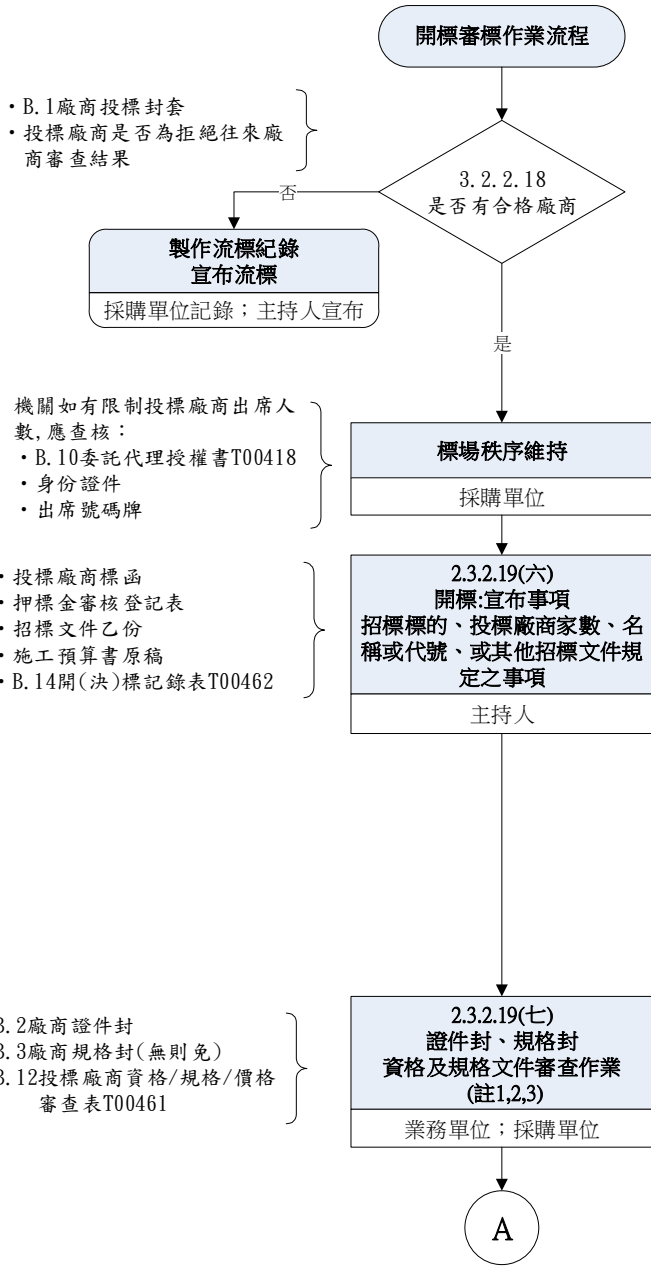 開標審標作業流程
・B.1廠商投標封套
・投標廠商是否為拒絕往來廠
商審查結果
3.2.2.18
是否有合格廠商
否
製作流標紀錄
宣布流標
採購單位記錄；主持人宣布
是
機關如有限制投標廠商出席人
數,應查核：
・B.10委託代理授權書T00418
・身份證件
・出席號碼牌
標場秩序維持
採購單位
・投標廠商標函
・押標金審核登記表
・招標文件乙份
・施工預算書原稿
・B.14開(決)標記錄表T00462
2.3.2.19(六)
開標:宣布事項
招標標的、投標廠商家數、名
稱或代號、或其他招標文件規
定之事項
主持人
.2廠商證件封
.3廠商規格封(無則免)
.12投標廠商資格/規格/價格
審查表T00461
2.3.2.19(七)
證件封、規格封
資格及規格文件審查作業
(註1,2,3)
業務單位；採購單位
A